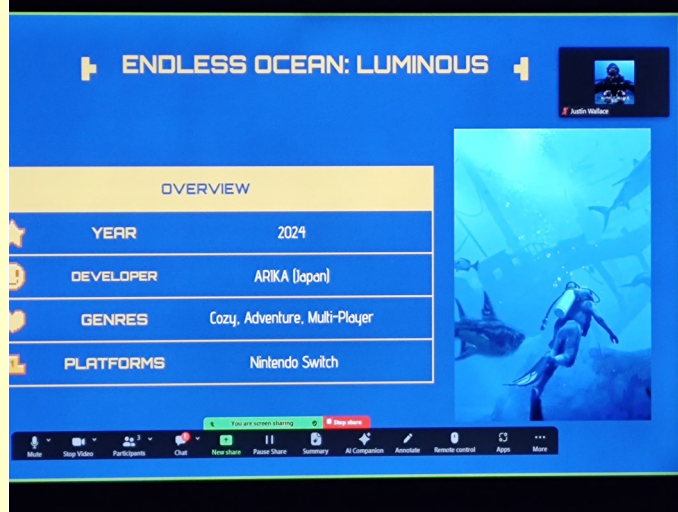 ENDLESS OCEAN: LUMINOUS
Justin Wallace
OVERVIEW
YEAR 2024
DEVELOPER ARIKA (Japan)
GENRES Cozy, Adventure, Multi-Player
PLATFORMS Nintendo Switch
You are screen sharing Stop share
3
1
Mute Stop Video Participants Chat New share Pause Share Summary AI Companion Annotate Remote control Apps More